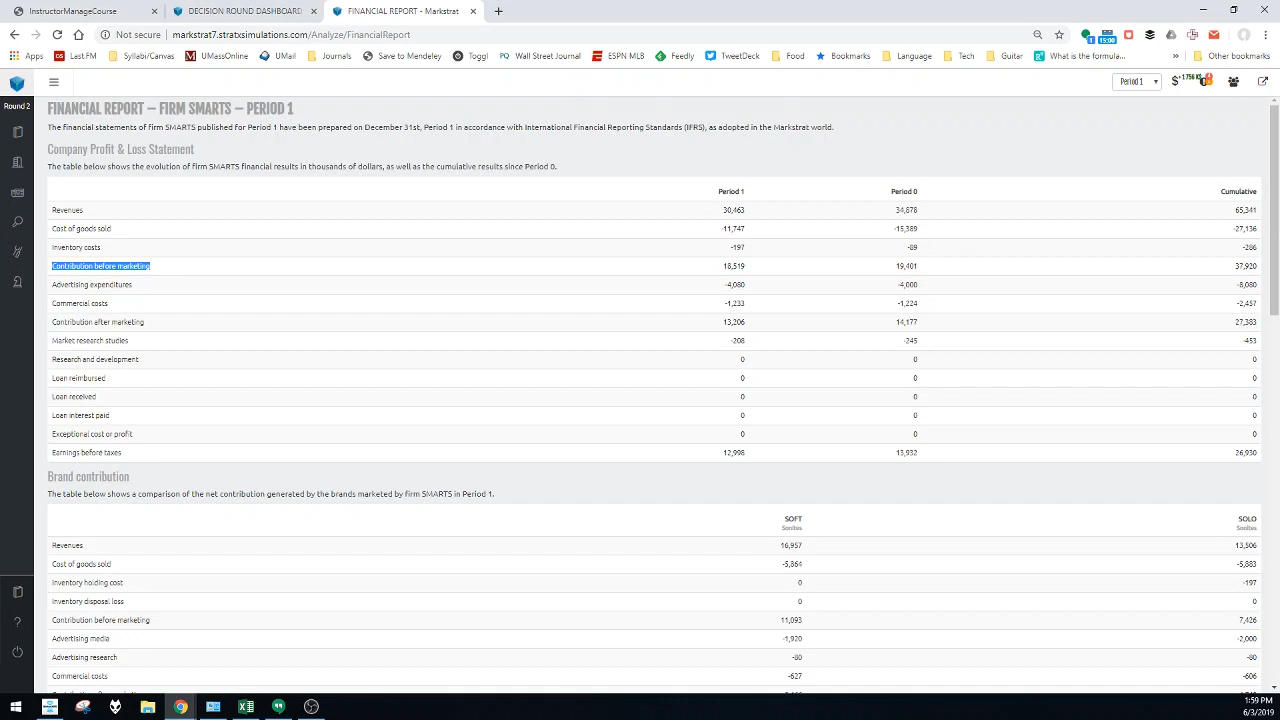 InstructorManageCourse
DECISION ROUND DASHBOARD
FINANCIAL REPORT - Markstrat
Not secure
markstrat7.stratxsimulations.com/Analyze/FinancialReport
15:00
Apps Last.FM Syllabi/Canvas UMassOnline UMail Journals Save to Mendeley Toggl Wall Street Journal ESPN MLB Feedly TweetDeck Food Bookmarks Language Tech Guitar What is the formula... » Other bookmarks
Period 1
$ 1,756 K$
Round 2
FINANCIAL REPORT – FIRM SMARTS – PERIOD 1
The financial statements of firm SMARTS published for Period 1 have been prepared on December 31st, Period 1 in accordance with International Financial Reporting Standards (IFRS), as adopted in the Markstrat world.
Company Profit & Loss Statement
The table below shows the evolution of firm SMARTS financial results in thousands of dollars, as well as the cumulative results since Period 0.
Period 1 Period 0 Cumulative
Revenues 30,463 34,878 65,341
Cost of goods sold -11,747 -15,389 -27,136
Inventory costs -197 -89 -286
Contribution before marketing 18,519 19,401 37,920
Advertising expenditures -4,080 -4,000 -8,080
Commercial costs -1,233 -1,224 -2,457
Contribution after marketing 13,206 14,177 27,383
Market research studies -208 -245 -453
Research and development 0 0 0
Loan reimbursed 0 0 0
Loan received 0 0 0
Loan interest paid 0 0 0
Exceptional cost or profit 0 0 0
Earnings before taxes 12,998 13,932 26,930
Brand contribution
The table below shows a comparison of the net contribution generated by the brands marketed by firm SMARTS in Period 1.
SOFT SOLO
Sonites Sonites
Revenues 16,957 13,506
Cost of goods sold -5,864 -5,883
Inventory holding cost 0 -197
Inventory disposal loss 0 0
Contribution before marketing 11,093 7,426
Advertising media -1,920 -2,000
Advertising research -80 -80
Commercial costs -627 -606
1:59 PM
6/3/2019